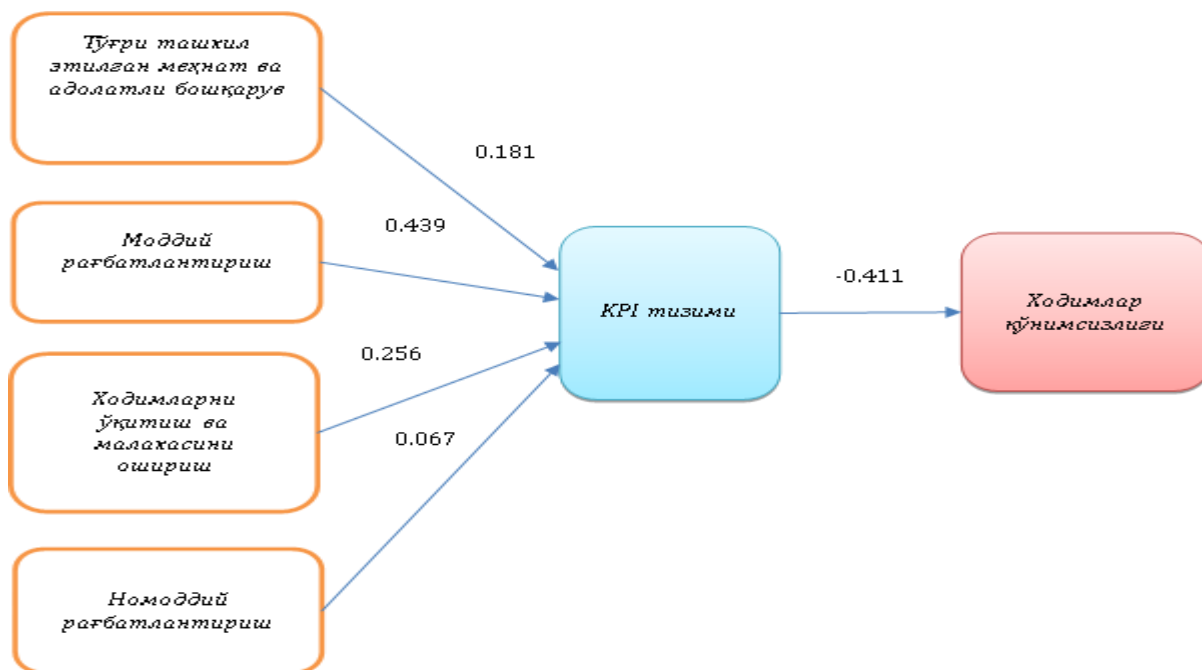 Тўғри ташкил
этилган меҳнат ва
адолатли бошқарув
0.181
Моддий
рағбатлантириш
0.439
KPI тизими
-0.411
Ходимлар
қўнимсизлиги
Ходимларни
ўқитиш ва
малакасини
ошириш
0.256
0.067
Номоддий
рағбатлантириш